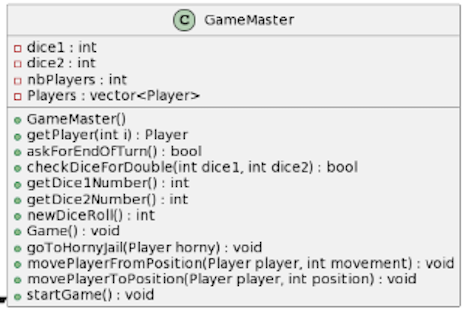 C GameMaster
dice1 : int
dice2 : int
nbPlayers : int
Players : vector<Player>
GameMaster()
getPlayer(int i) : Player
askForEndOfTurn() : bool
checkDiceForDouble(int dice1, int dice2) : bool
getDice1Number() : int
getDice2Number() : int
newDiceRoll() : int
Game() : void
goToHornyJail(Player horny) : void
movePlayerFromPosition(Player player, int movement) : void
movePlayerToPosition(Player player, int position) : void
startGame() : void